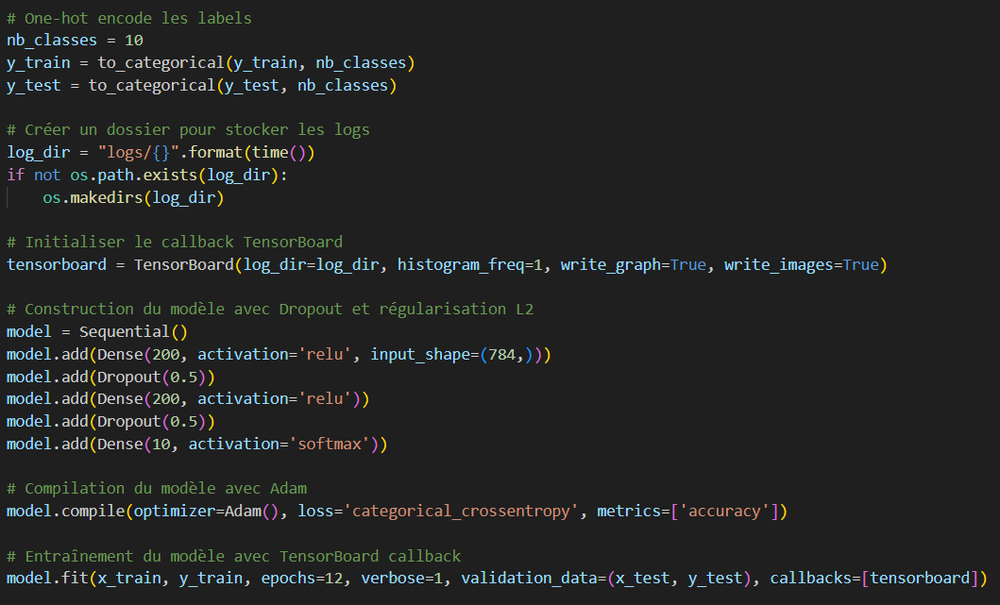 # One-hot encode les labels
nb_classes = 10
y_train = to_categorical(y_train, nb_classes)
y_test = to_categorical(y_test, nb_classes)
# Créer un dossier pour stocker les logs
log_dir = "logs/{}".format(time())
if not os.path.exists(log_dir):
    os.makedirs(log_dir)
# Initialiser le callback TensorBoard
tensorboard = TensorBoard(log_dir=log_dir, histogram_freq=1, write_graph=True, write_images=True)
# Construction du modèle avec Dropout et régularisation L2
model = Sequential()
model.add(Dense(200, activation='relu', input_shape=(784,)))
model.add(Dropout(0.5))
model.add(Dense(200, activation='relu'))
model.add(Dropout(0.5))
model.add(Dense(10, activation='softmax'))
# Compilation du modèle avec Adam
model.compile(optimizer=Adam(), loss='categorical_crossentropy', metrics=['accuracy'])
# Entraînement du modèle avec TensorBoard callback
model.fit(x_train, y_train, epochs=12, verbose=1, validation_data=(x_test, y_test), callbacks=[tensorboard])